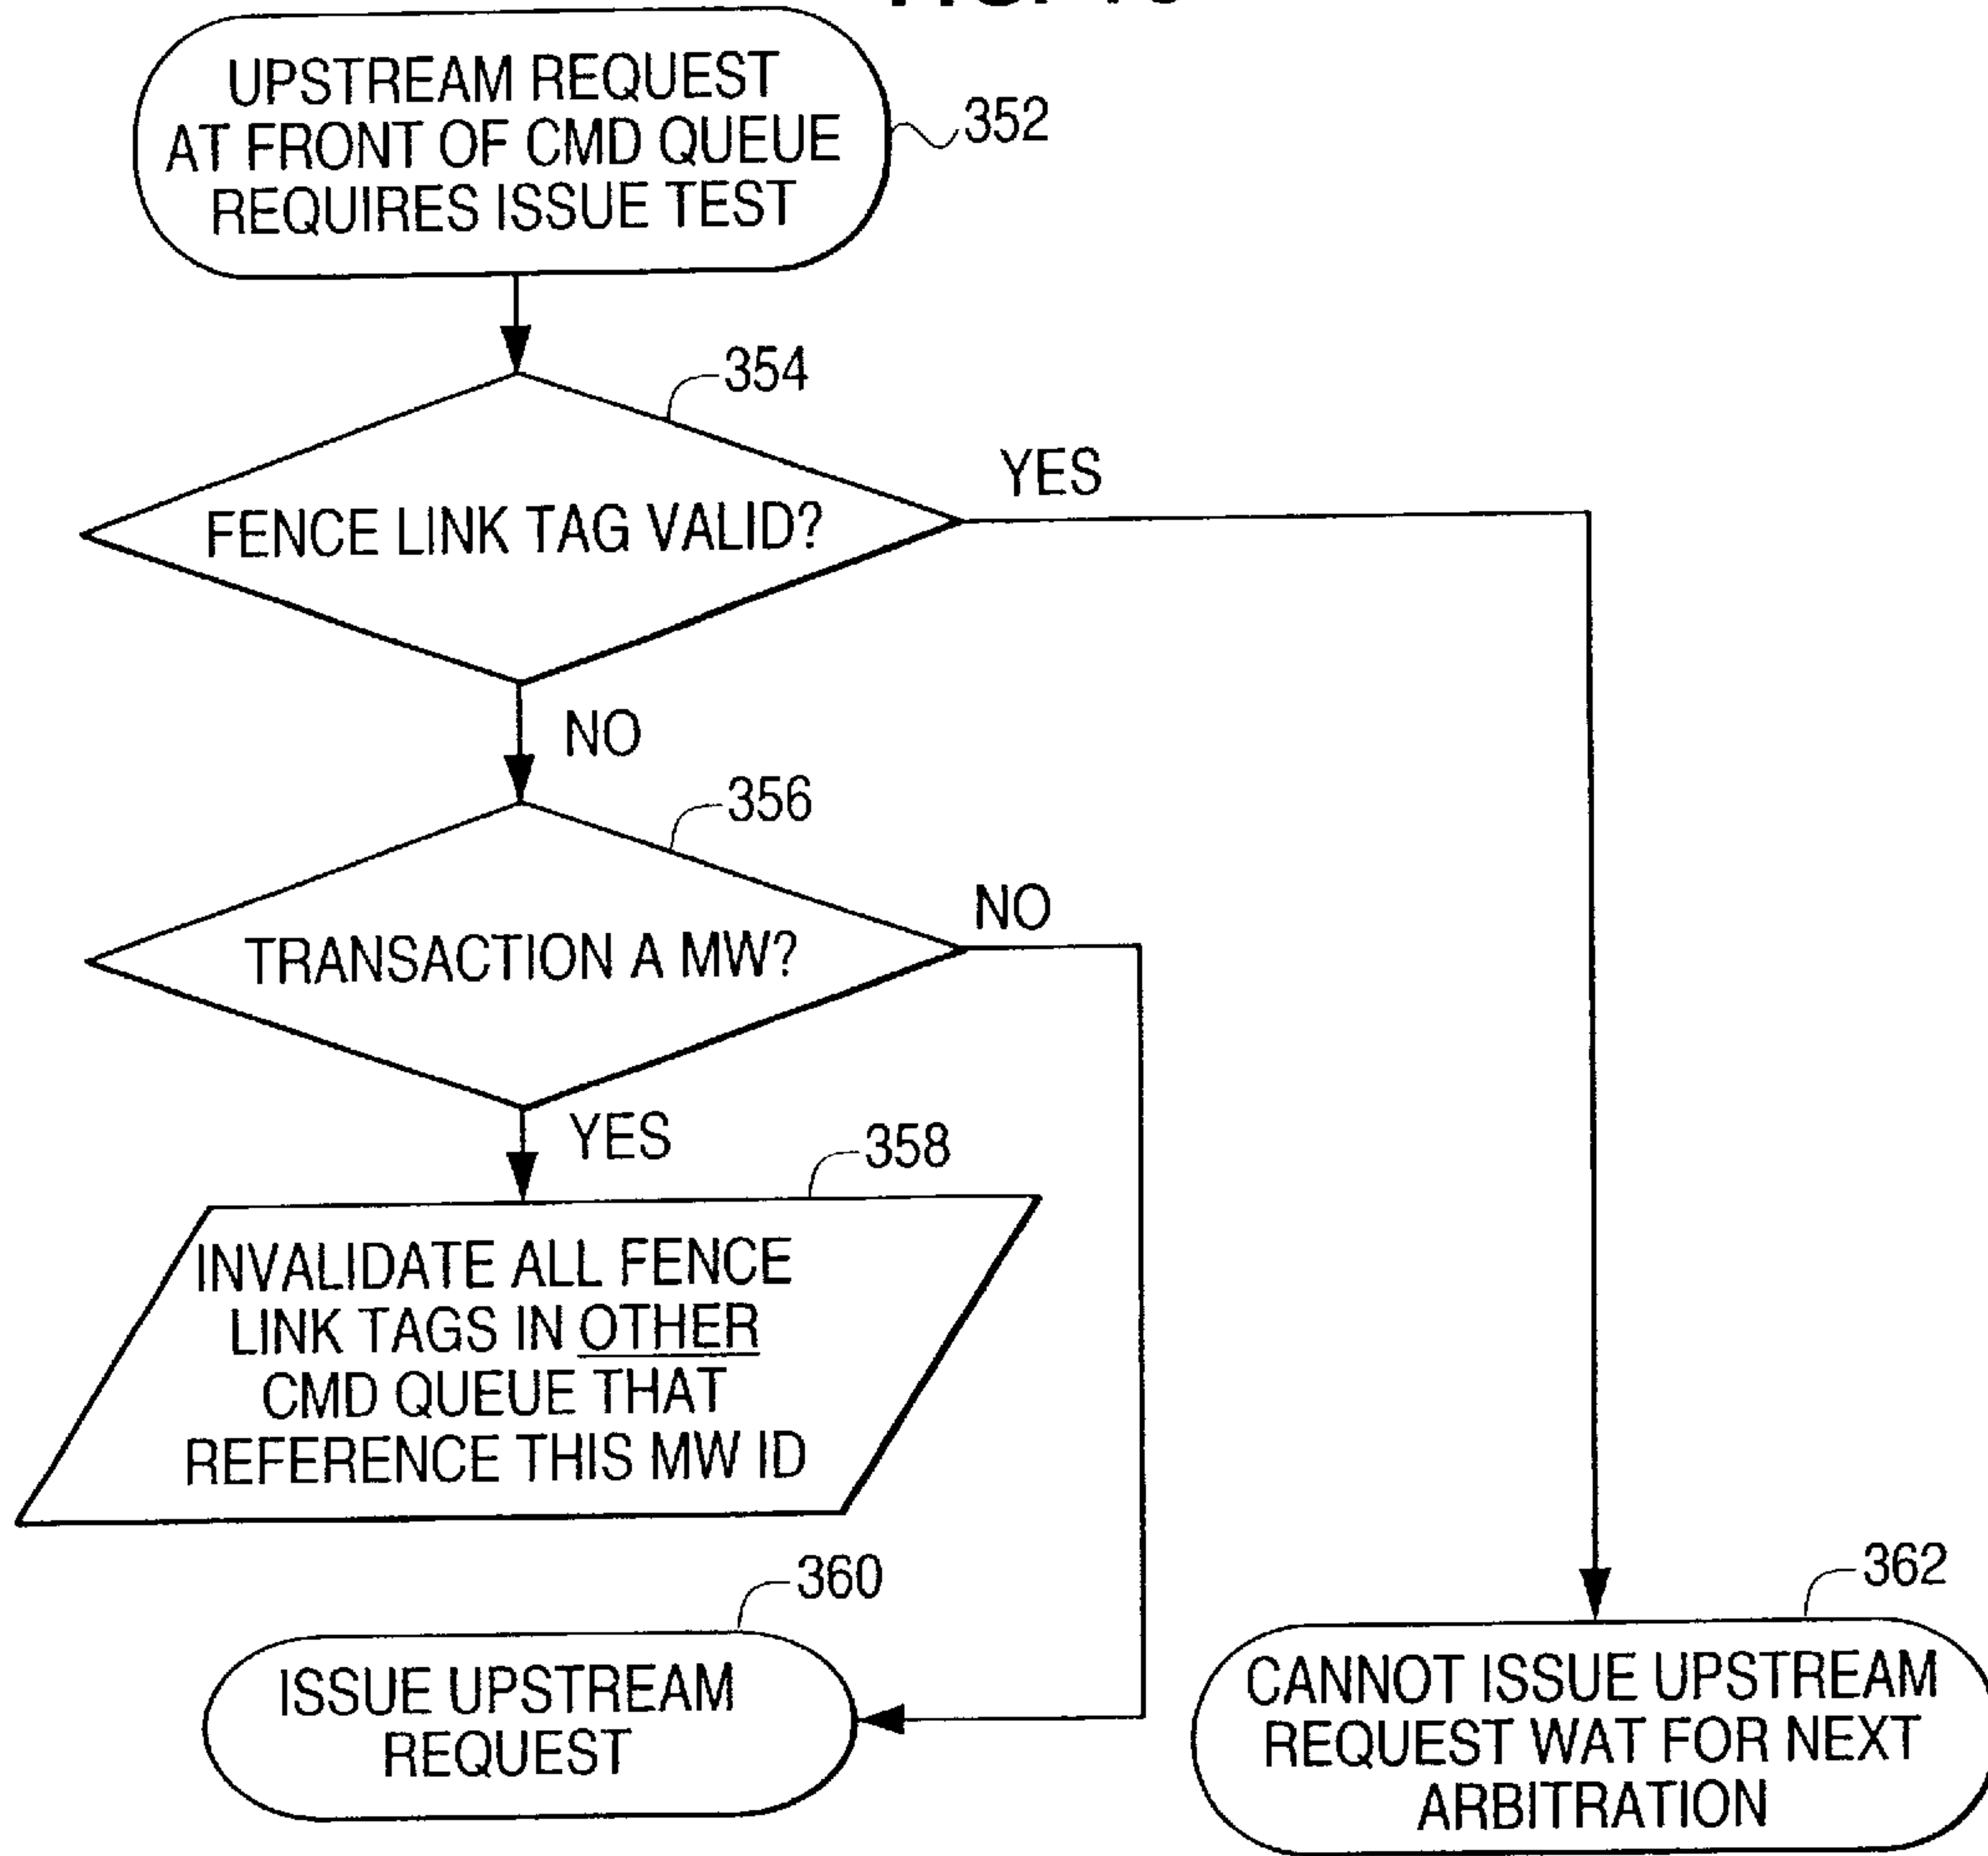 UPSTREAM REQUEST
AT FRONT OF CMD QUEUE
REQUIRES ISSUE TEST
352
354
FENCE LINK TAG VALID?
YES
NO
356
TRANSACTION A MW?
NO
YES
358
INVALIDATE ALL FENCE
LINK TAGS IN OTHER
CMD QUEUE THAT
REFERENCE THIS MW ID
360
ISSUE UPSTREAM
REQUEST
362
CANNOT ISSUE UPSTREAM
REQUEST WAT FOR NEXT
ARBITRATION